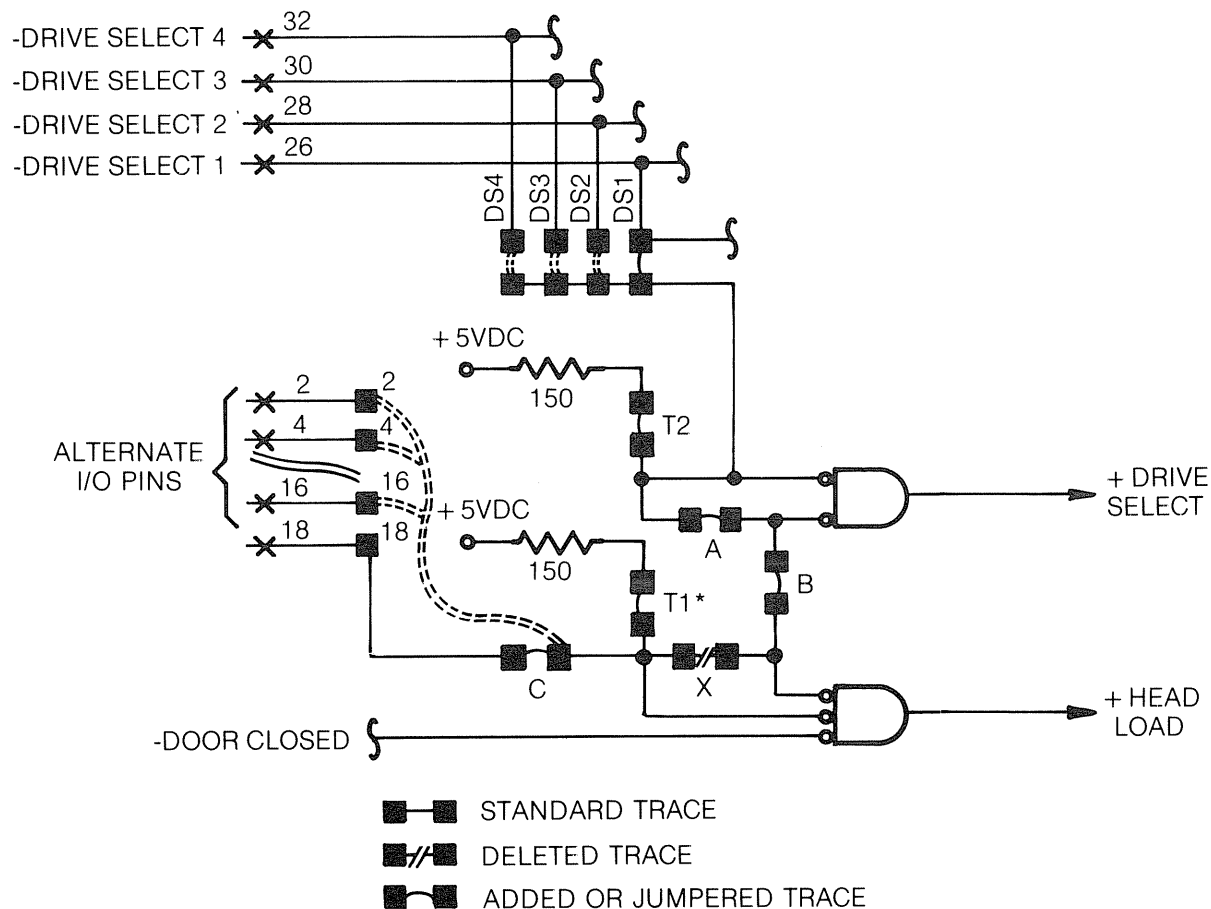 -DRIVE SELECT 4 32
-DRIVE SELECT 3 30
-DRIVE SELECT 2 28
-DRIVE SELECT 1 26
DS4 DS3 DS2 DS1
+ 5VDC
150
T2
ALTERNATE
I/O PINS
2 2
4 4
16 16
18 18
+ 5VDC
150
T1*
A
B
C
X
+ DRIVE
SELECT
+ HEAD
LOAD
-DOOR CLOSED
STANDARD TRACE
DELETED TRACE
ADDED OR JUMPERED TRACE